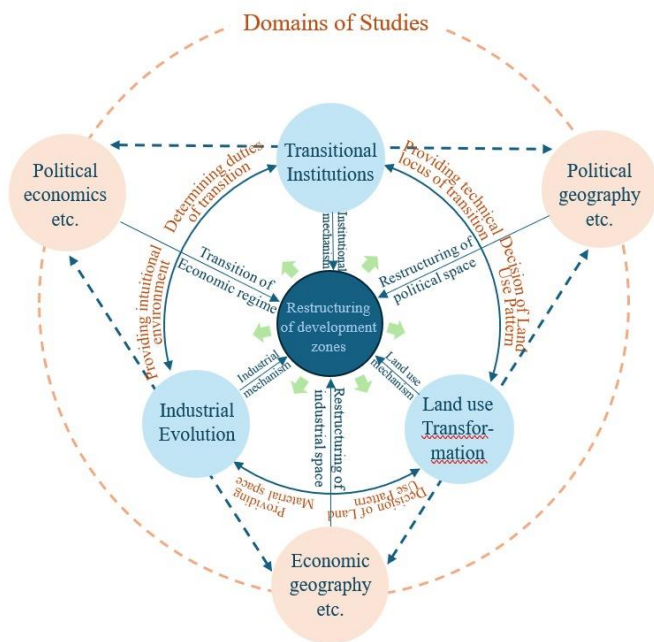 Domains of Studies
Transitional
Institutions
Political
economics
etc.
Political
geography
etc.
Determining duties
of transition
Providing technical
locus of transition
Institutional
mechanism
Transition of
Economic regime
Restructuring of
political space
Providing intuitional
environment
Decision of Land
Use Pattern
Restructuring
of development
zones
Industrial
mechanism
Land use
mechanism
Industrial
Evolution
Restructuring of
industrial space
Land use
Transfor-
mation
Providing
Material space
Decision of Land
Use Pattern
Economic
geography
etc.